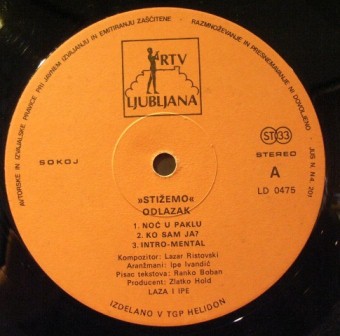 AVTORSKE IN IZVAJALSKE PRAVICE PRI JAVNEM IZVAJANJU IN EMITIRANJU ZAŠČITENE
RAZMNOŽEVANJE IN PRESNEMAVANJE NI DOVOLJENO
JUS N. N4. 201
RTV
LJUBLJANA
SOKOJ
ST 33
STEREO
A
LD 0475
»STIŽEMO«
ODLAZAK
1. NOĆ U PAKLU
2. KO SAM JA?
3. INTRO-MENTAL
Kompozitor: Lazar Ristovski
Aranžmani: Ipe Ivandić
Pisac tekstova: Ranko Boban
Producent: Zlatko Hold
LAZA I IPE
IZDELANO V TGP HELIDON